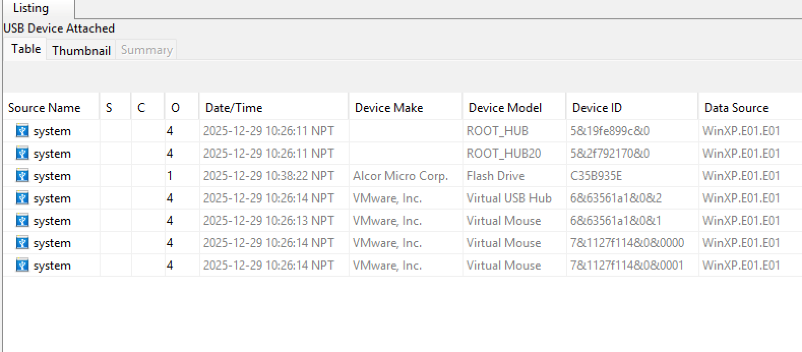 Listing
USB Device Attached
Table Thumbnail Summary
Source Name S C O Date/Time Device Make Device Model Device ID Data Source
system 4 2025-12-29 10:26:11 NPT ROOT_HUB 5&19fe899c&0 WinXP.E01.E01
system 4 2025-12-29 10:26:11 NPT ROOT_HUB20 5&2f792170&0 WinXP.E01.E01
system 1 2025-12-29 10:38:22 NPT Alcor Micro Corp. Flash Drive C35B935E WinXP.E01.E01
system 4 2025-12-29 10:26:14 NPT VMware, Inc. Virtual USB Hub 6&63561a1&0&2 WinXP.E01.E01
system 4 2025-12-29 10:26:13 NPT VMware, Inc. Virtual Mouse 6&63561a1&0&1 WinXP.E01.E01
system 4 2025-12-29 10:26:14 NPT VMware, Inc. Virtual Mouse 7&1127f114&0&0000 WinXP.E01.E01
system 4 2025-12-29 10:26:14 NPT VMware, Inc. Virtual Mouse 7&1127f114&0&0001 WinXP.E01.E01